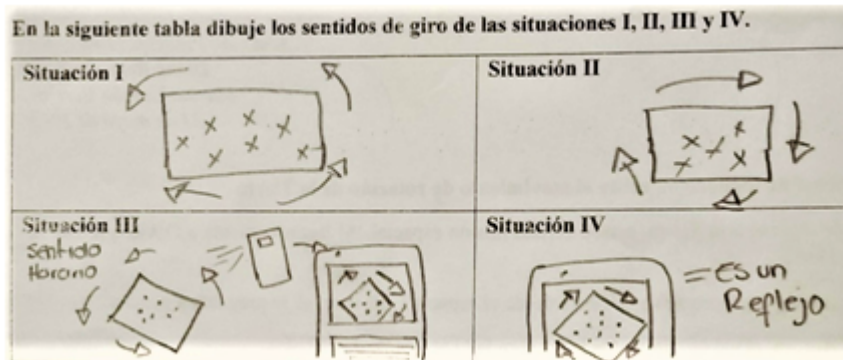 En la siguiente tabla dibuje los sentidos de giro de las situaciones I, II, III y IV.
Situación I
Situación II
Situación III
Sentido
Horario
Situación IV
= Es un
Reflejo